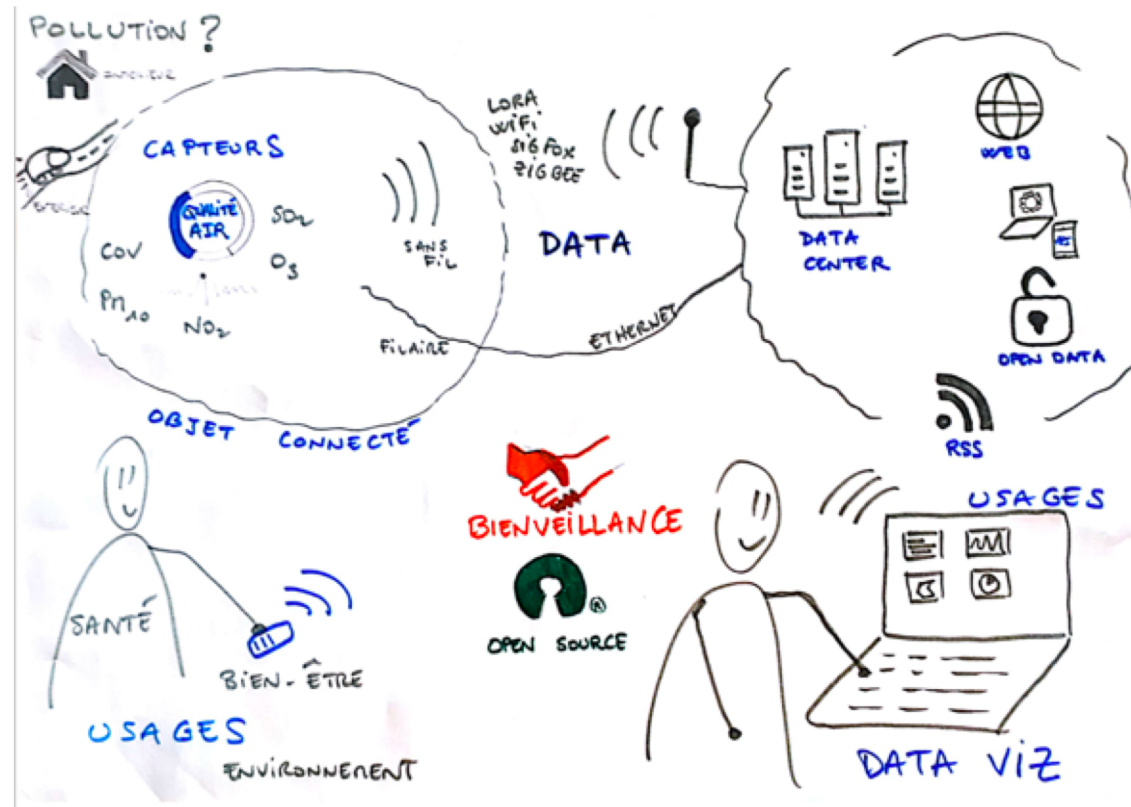 POLLUTION ?
INTERIEUR
CAPTEURS
QUALITÉ
AIR
SO2
O3
COV
PM10
NO2
SANS
FIL
FILAIRE
OBJET CONNECTÉ
LORA
WIFI
SIGFOX
ZIGBEE
DATA
ETHERNET
DATA
CENTER
WEB
OPEN DATA
RSS
SANTÉ
BIEN-ÊTRE
USAGES
ENVIRONNEMENT
BIENVEILLANCE
OPEN SOURCE
®
USAGES
DATA VIZ